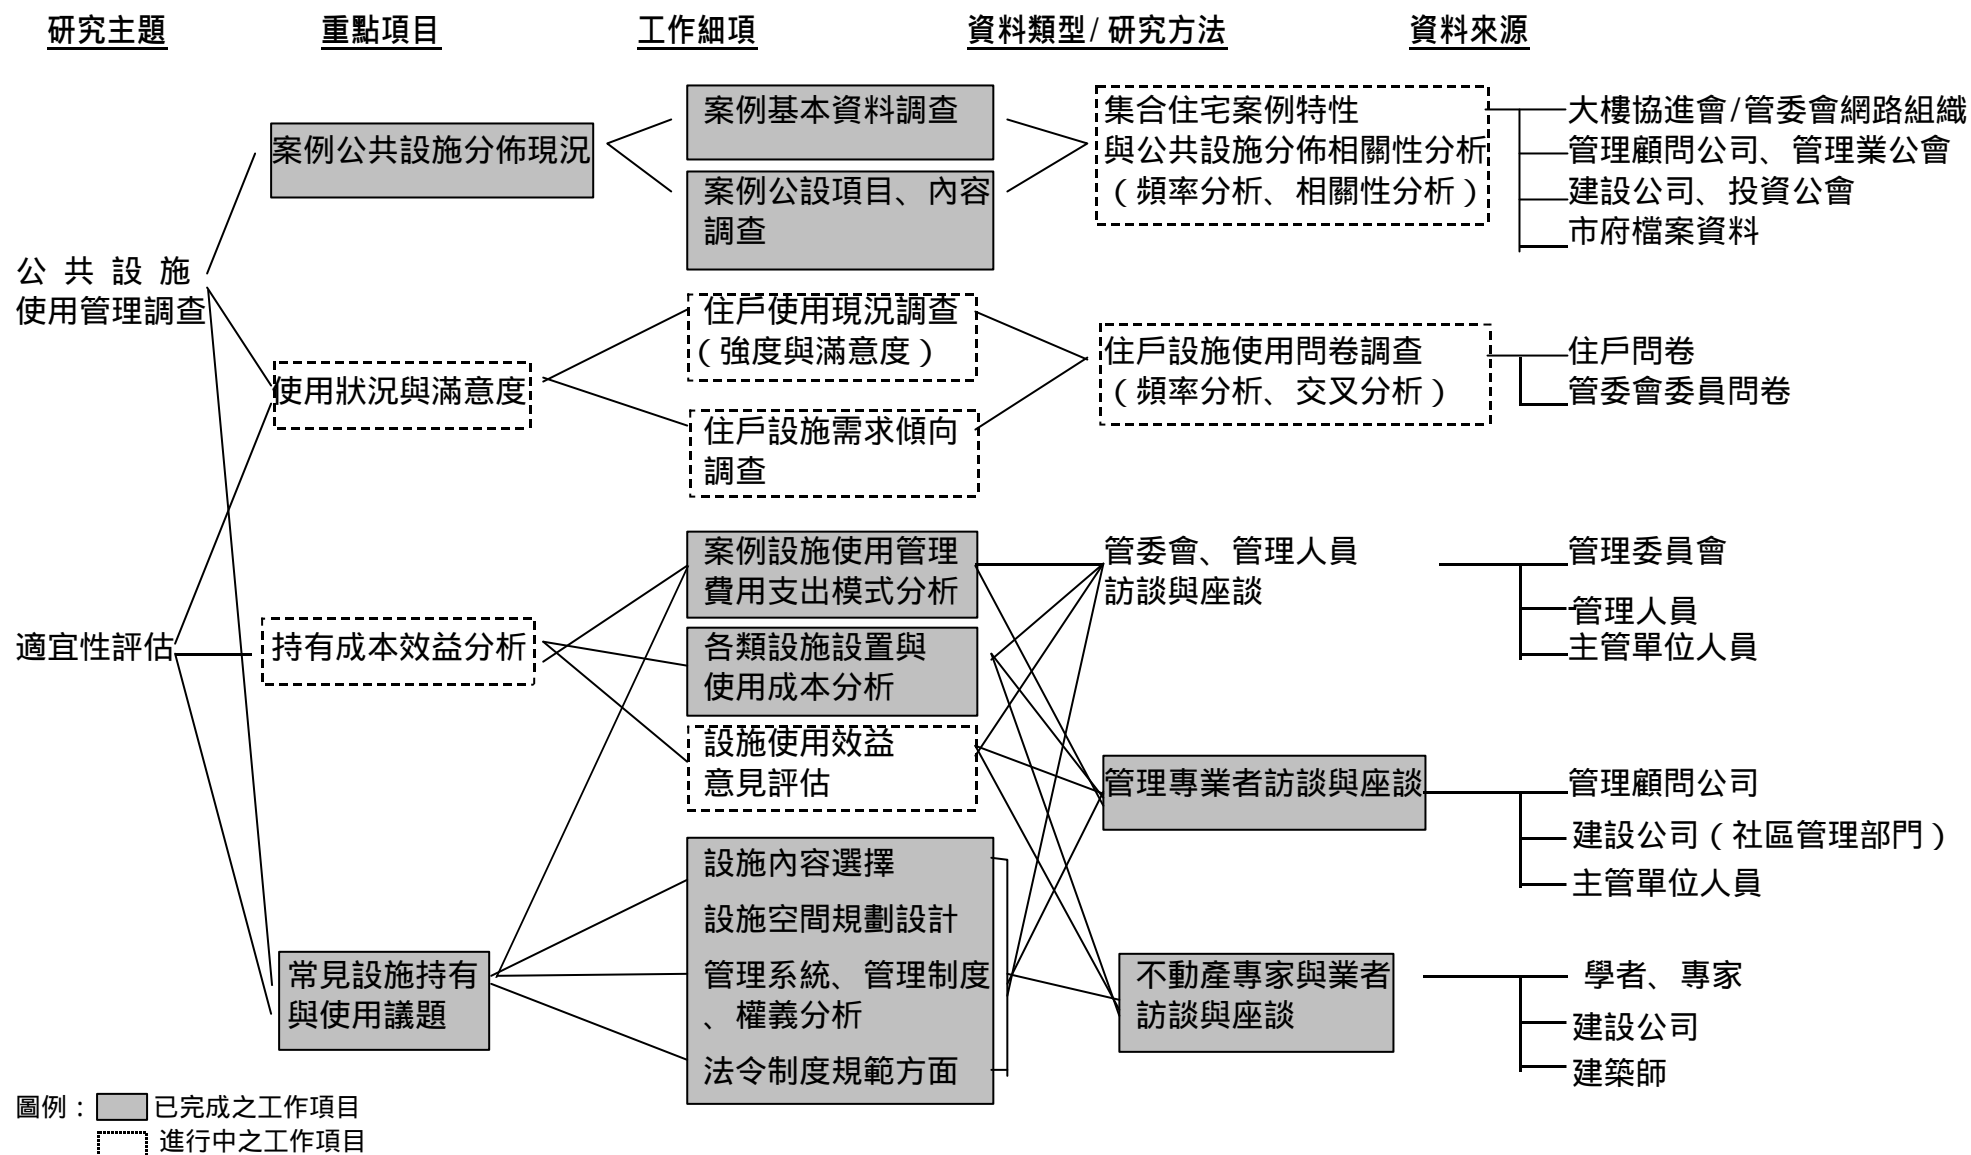 研究主題 重點項目 工作細項 資料類型/研究方法 資料來源
公共設施
使用管理調查
適宜性評估
案例公共設施分佈現況
使用狀況與滿意度
持有成本效益分析
常見設施持有
與使用議題
案例基本資料調查
案例公設項目、內容
調查
住戶使用現況調查
（強度與滿意度）
住戶設施需求傾向
調查
案例設施使用管理
費用支出模式分析
各類設施設置與
使用成本分析
設施使用效益
意見評估
設施內容選擇
設施空間規劃設計
管理系統、管理制度
、權義分析
法令制度規範方面
集合住宅案例特性
與公共設施分佈相關性分析
（頻率分析、相關性分析）
住戶設施使用問卷調查
（頻率分析、交叉分析）
管委會、管理人員
訪談與座談
管理專業者訪談與座談
不動產專家與業者
訪談與座談
大樓協進會/管委會網路組織
管理顧問公司、管理業公會
建設公司、投資公會
市府檔案資料
住戶問卷
管委會委員問卷
管理委員會
管理人員
主管單位人員
管理顧問公司
建設公司（社區管理部門）
主管單位人員
學者、專家
建設公司
建築師
圖例：已完成之工作項目
進行中之工作項目